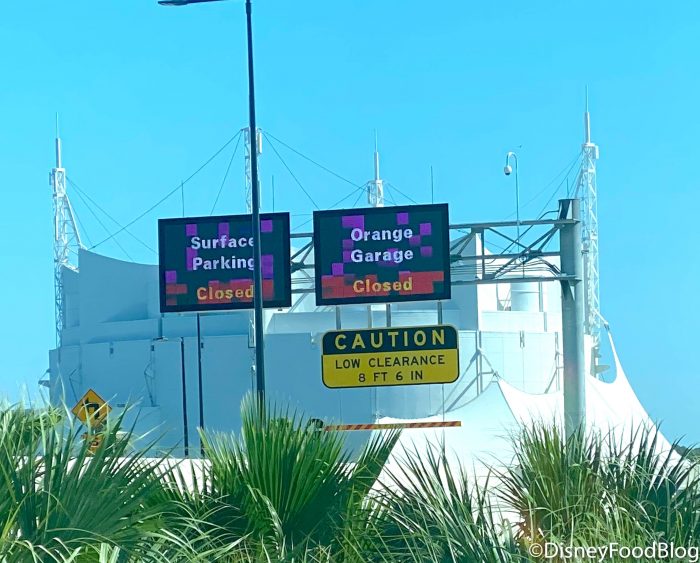 Surface
Parking
Closed
Orange
Garage
Closed
CAUTION
LOW CLEARANCE
8 FT 6 IN
©DisneyFoodBlog